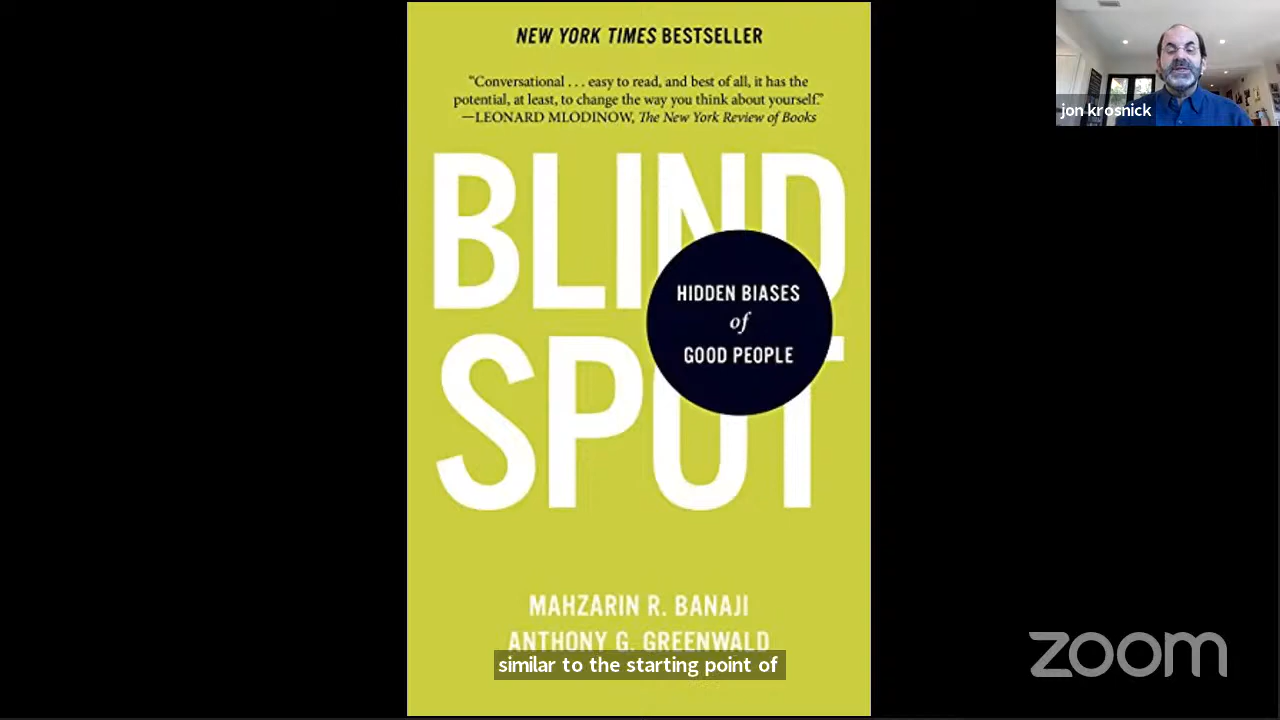 NEW YORK TIMES BESTSELLER
“Conversational . . . easy to read, and best of all, it has the
potential, at least, to change the way you think about yourself.”
—LEONARD MLODINOW, The New York Review of Books
BLIND
SPOT
HIDDEN BIASES
of
GOOD PEOPLE
MAHZARIN R. BANAJI
ANTHONY G. GREENWALD
similar to the starting point of
jon krosnick
zoom